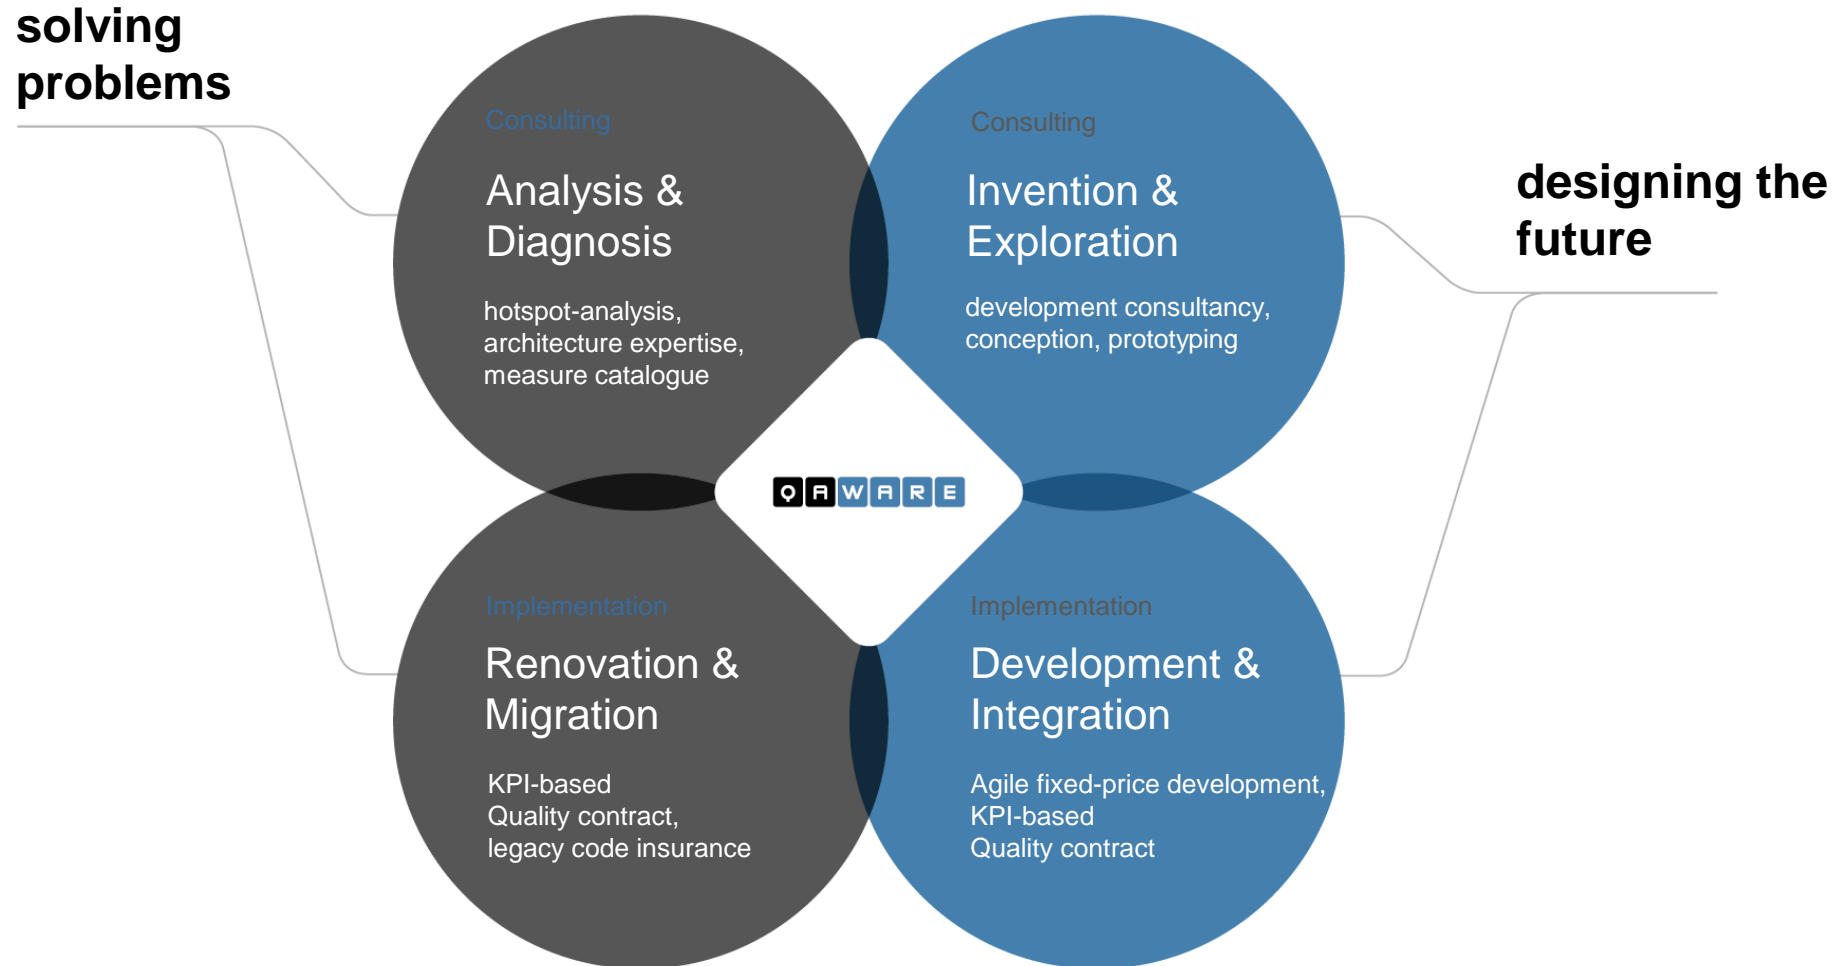 solving
problems
Consulting
Analysis &
Diagnosis
hotspot-analysis,
architecture expertise,
measure catalogue
Consulting
Invention &
Exploration
development consultancy,
conception, prototyping
designing the
future
QAWARE
Implementation
Renovation &
Migration
KPI-based
Quality contract,
legacy code insurance
Implementation
Development &
Integration
Agile fixed-price development,
KPI-based
Quality contract